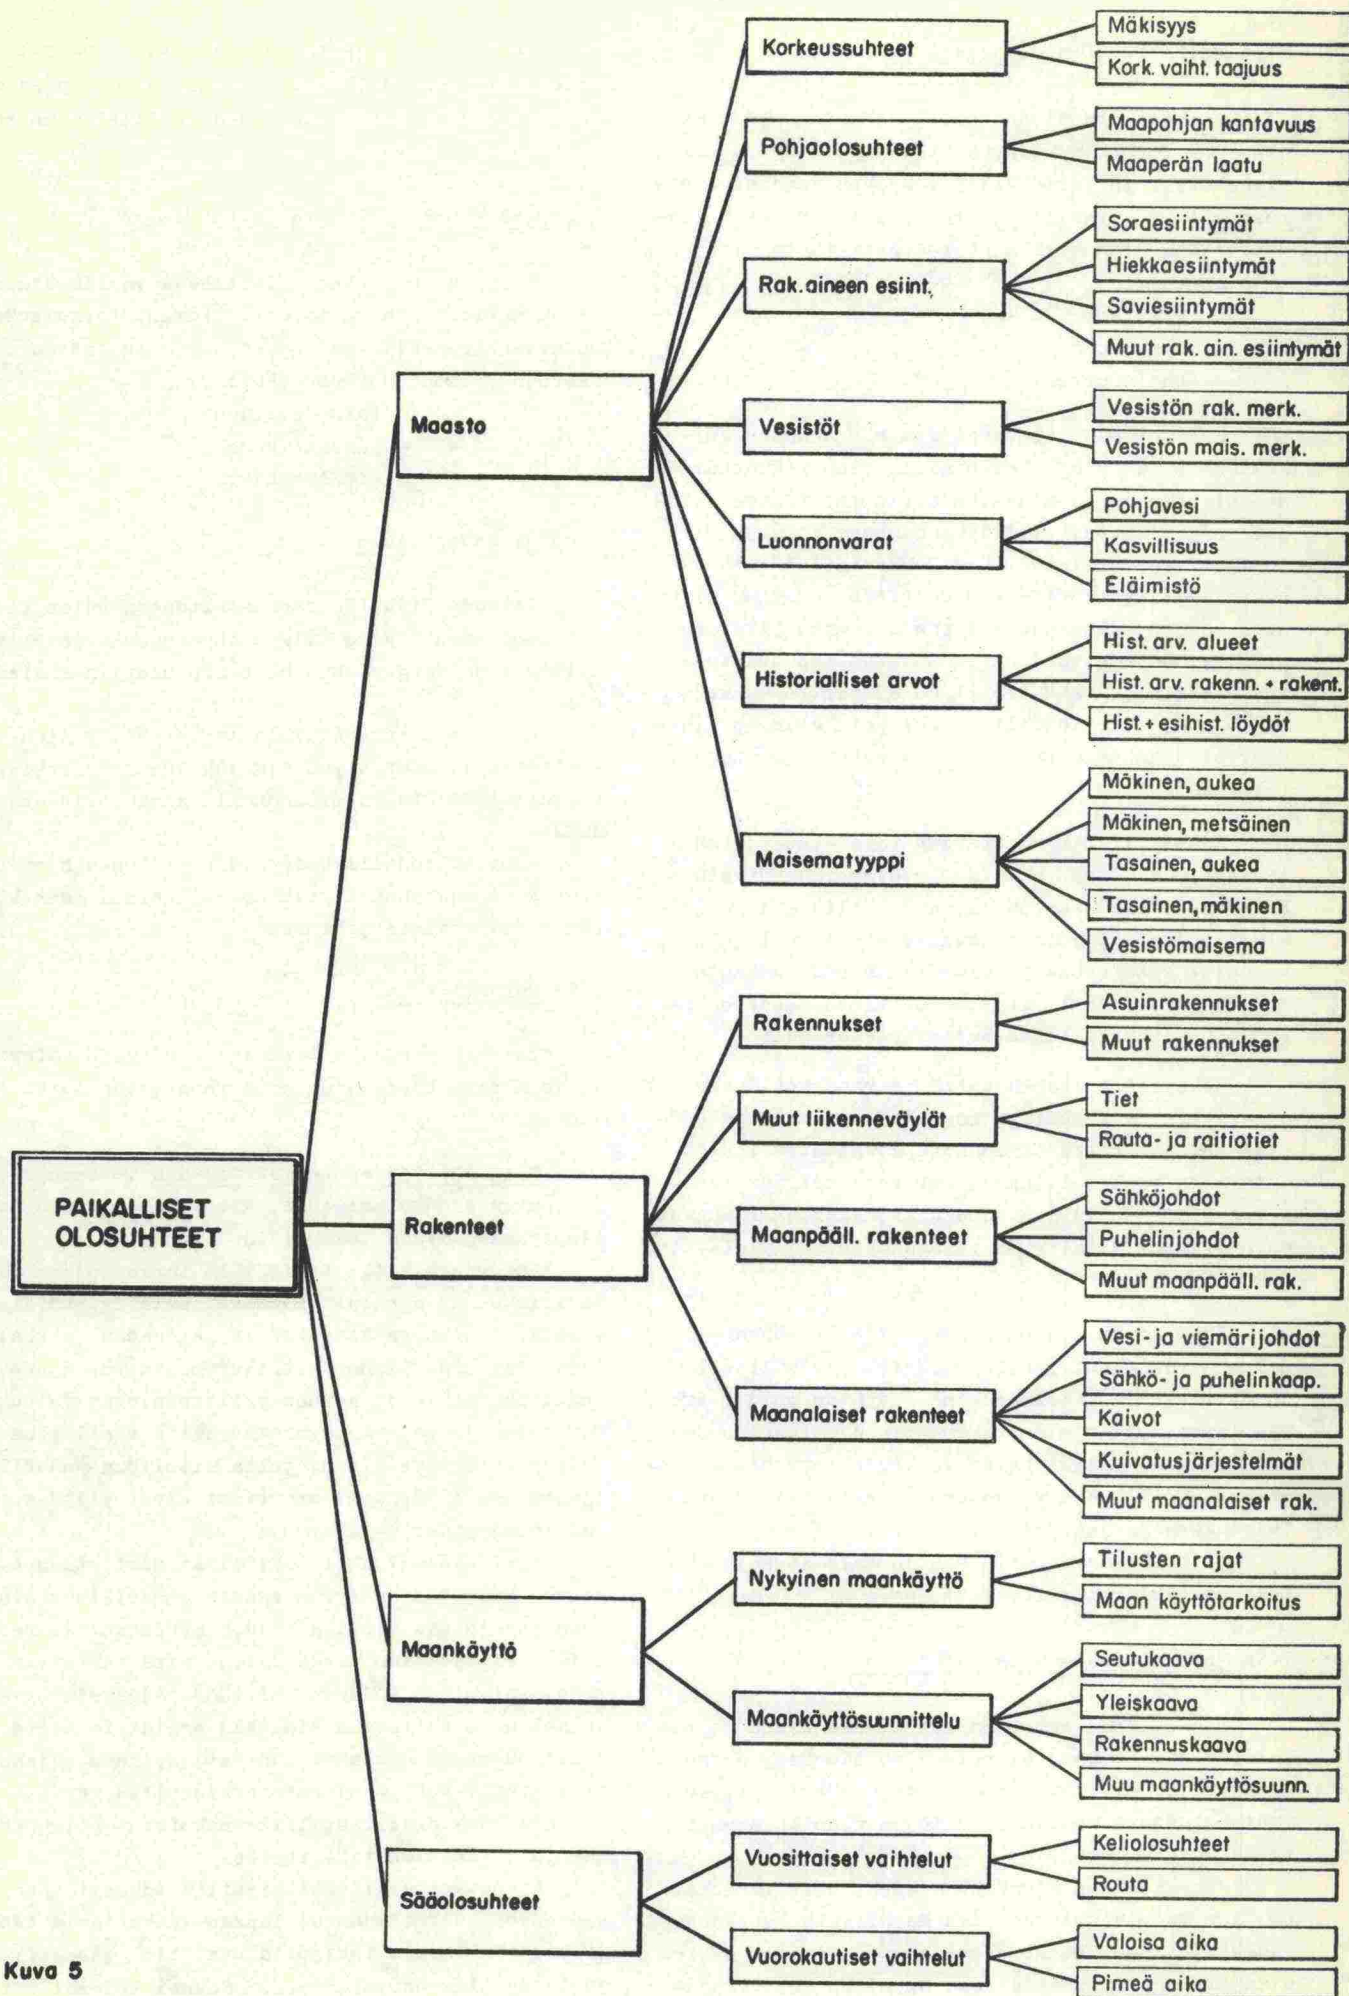 Korkeussuhteet
Mäkisyys
Kork. vaiht. taajuus
Pohjaolosuhteet
Maapohjan kantavuus
Maaperän laatu
Rak. aineen esiint.
Soraesiintymät
Hiekkaesiintymät
Saviesiintymät
Muut rak. ain. esiintymät
Maasto
Vesistöt
Vesistön rak. merk.
Vesistön mais. merk.
Luonnonvarat
Pohjavesi
Kasvillisuus
Eläimistö
Historialliset arvot
Hist. arv. alueet
Hist. arv. rakenn. + rakent.
Hist. + esihist. löydöt
Maisematyyppi
Mäkinen, aukea
Mäkinen, metsäinen
Tasainen, aukea
Tasainen, mäkinen
Vesistömaisema
Rakennukset
Asuinrakennukset
Muut rakennukset
Muut liikenneväylät
Tiet
Rauta- ja raitiotiet
PAIKALLISET
OLOSUHTEET
Rakenteet
Maanpääll. rakenteet
Sähköjohdot
Puhelinjohdot
Muut maanpääll. rak.
Maanalaiset rakenteet
Vesi- ja viemärijohdot
Sähkö- ja puhelinkaap.
Kaivot
Kuivatusjärjestelmät
Muut maanalaiset rak.
Maankäyttö
Nykyinen maankäyttö
Tilusten rajat
Maan käyttötarkoitus
Maankäyttösuunnittelu
Seutukaava
Yleiskaava
Rakennuskaava
Muu maankäyttösuunn.
Sääolosuhteet
Vuosittaiset vaihtelut
Keliolosuhteet
Routa
Vuorokautiset vaihtelut
Valoisa aika
Pimeä aika
Kuva 5